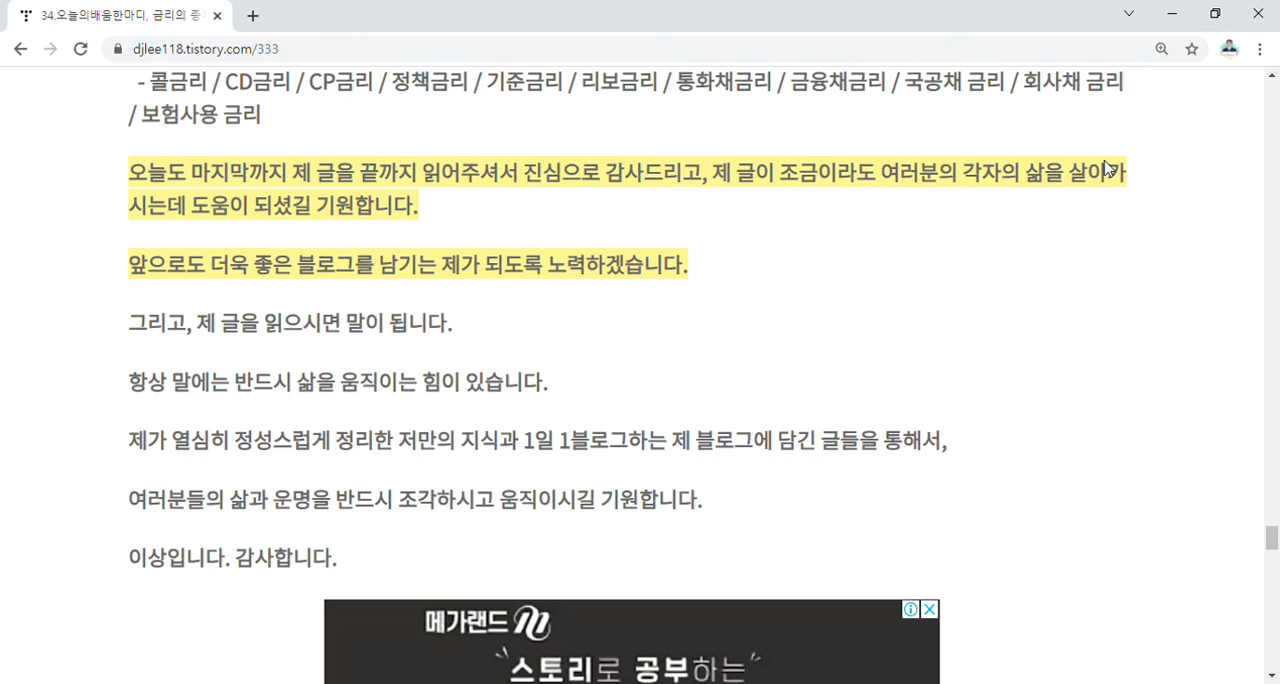 34.오늘의배움한마디, 금리의 종
djlee118.tistory.com/333
- 콜금리 / CD금리 / CP금리 / 정책금리 / 기준금리 / 리보금리 / 통화채금리 / 금융채금리 / 국공채 금리 / 회사채 금리
/ 보험사용 금리
오늘도 마지막까지 제 글을 끝까지 읽어주셔서 진심으로 감사드리고, 제 글이 조금이라도 여러분의 각자의 삶을 살아가
시는데 도움이 되셨길 기원합니다.
앞으로도 더욱 좋은 블로그를 남기는 제가 되도록 노력하겠습니다.
그리고, 제 글을 읽으시면 말이 됩니다.
항상 말에는 반드시 삶을 움직이는 힘이 있습니다.
제가 열심히 정성스럽게 정리한 저만의 지식과 1일 1블로그하는 제 블로그에 담긴 글들을 통해서,
여러분들의 삶과 운명을 반드시 조각하시고 움직이시길 기원합니다.
이상입니다. 감사합니다.
메가랜드
스토리로 공부하는